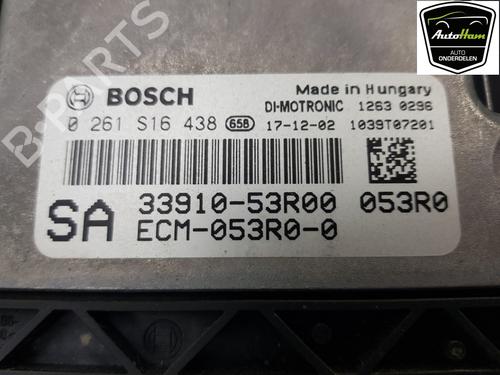 AutoHam
AUTO
ONDERDELEN
BOSCH
Made in Hungary
DI-MOTRONIC 1263 0296
0 261 S16 438 658 17-12-02 1039T07201
SA 33910-53R00 053R0
ECM-053R0-0